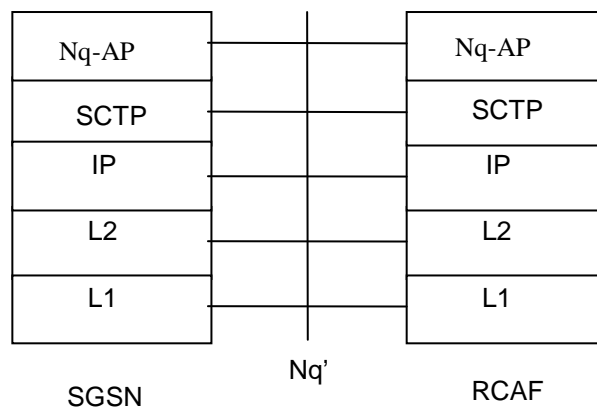 Nq-AP Nq-AP
SCTP SCTP
IP IP
L2 L2
L1 L1
Nq’
SGSN RCAF